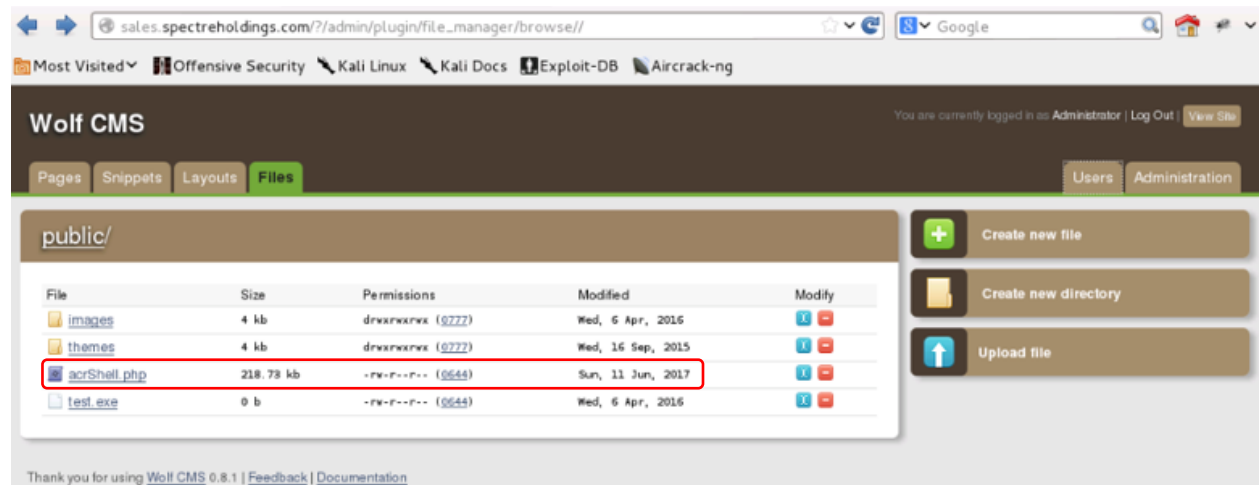 sales.spectreholdings.com/?/admin/plugin/file_manager/browse//
Google
Most Visited Offensive Security Kali Linux Kali Docs Exploit-DB Aircrack-ng
Wolf CMS
You are currently logged in as Administrator | Log Out | View Site
Pages Snippets Layouts Files Users Administration
public/
File Size Permissions Modified Modify
images 4 kb drwxrwxrwx (0777) Wed, 6 Apr, 2016
themes 4 kb drwxrwxrwx (0777) Wed, 16 Sep, 2015
acrShell.php 218.73 kb -rw-r--r-- (0644) Sun, 11 Jun, 2017
test.exe 0 b -rw-r--r-- (0644) Wed, 6 Apr, 2016
Create new file
Create new directory
Upload file
Thank you for using Wolf CMS 0.8.1 | Feedback | Documentation